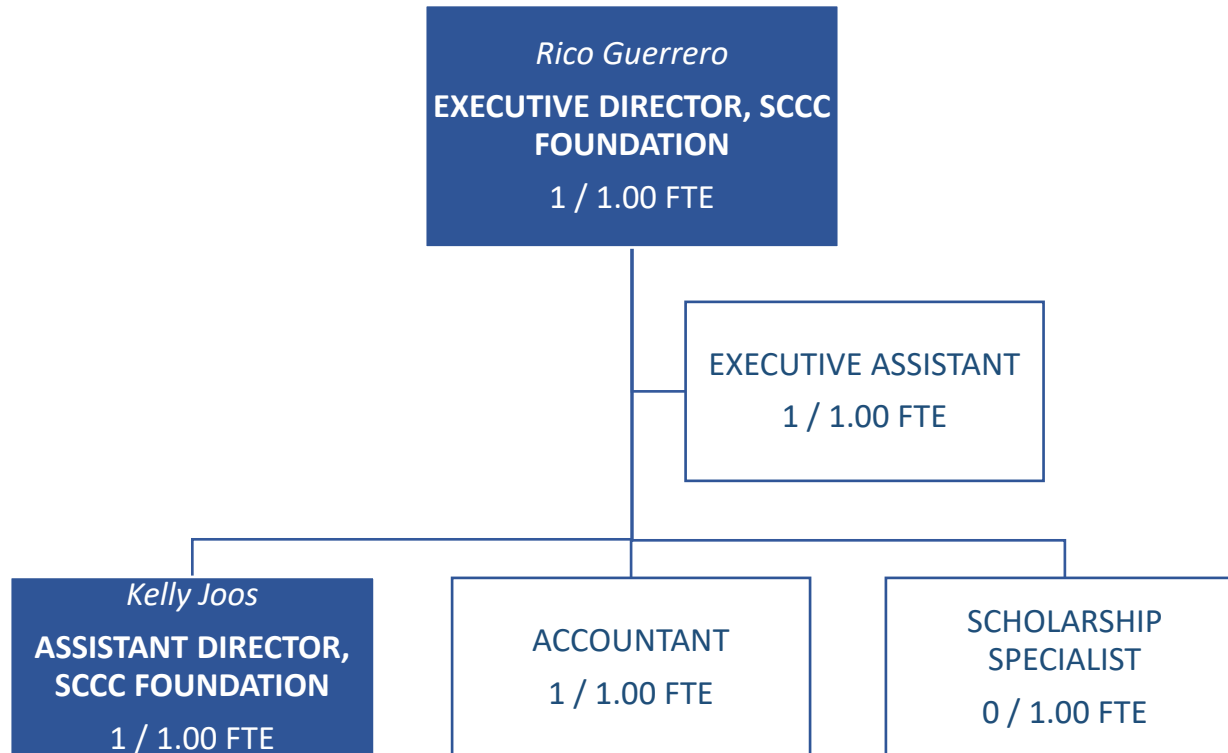 Rico Guerrero
EXECUTIVE DIRECTOR, SCCC
FOUNDATION
1 / 1.00 FTE
EXECUTIVE ASSISTANT
1 / 1.00 FTE
Kelly Joos
ASSISTANT DIRECTOR,
SCCC FOUNDATION
1 / 1.00 FTE
ACCOUNTANT
1 / 1.00 FTE
SCHOLARSHIP
SPECIALIST
0 / 1.00 FTE